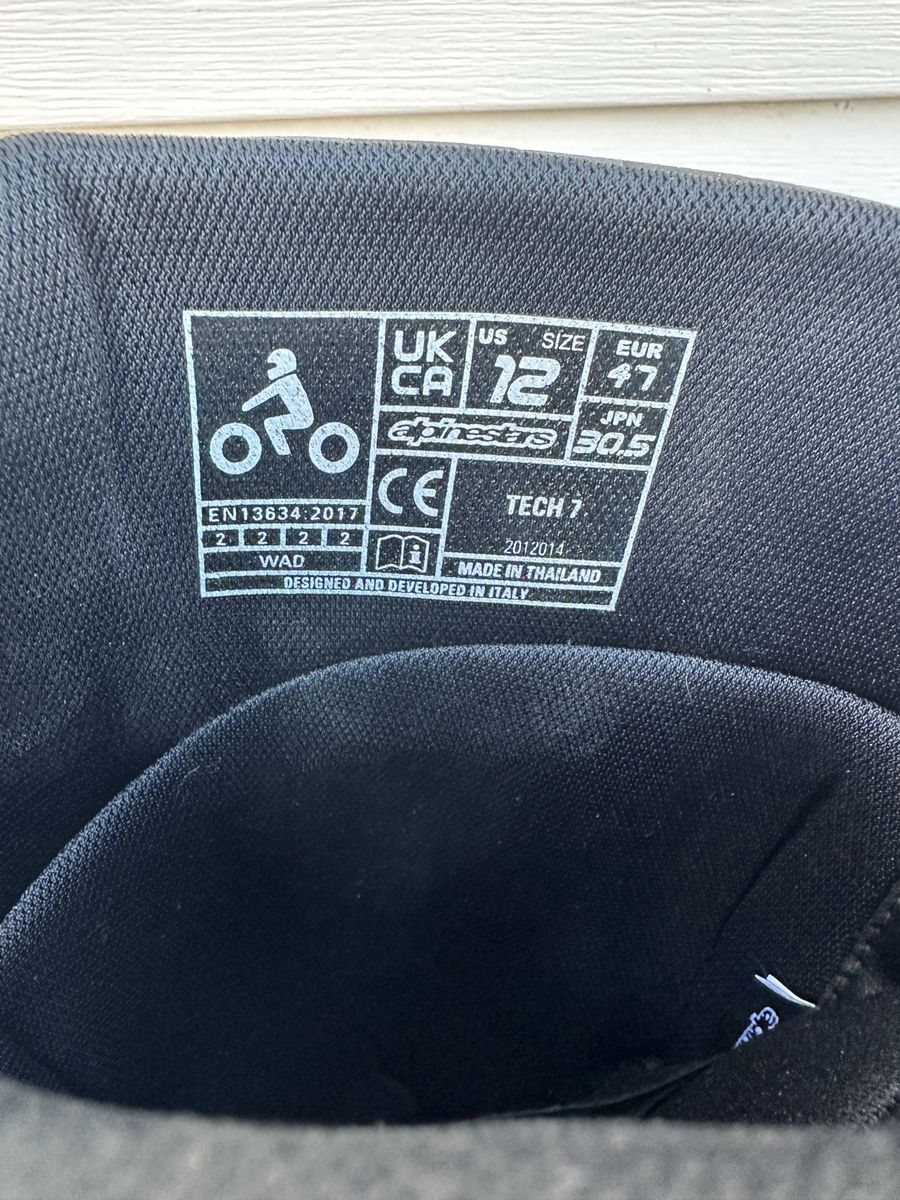 UK
CA
US SIZE
12
EUR
47
alpinestars
JPN
30.5
CE
TECH 7
2012014
EN13634:2017
2 2 2 2
WAD
i
MADE IN THAILAND
DESIGNED AND DEVELOPED IN ITALY